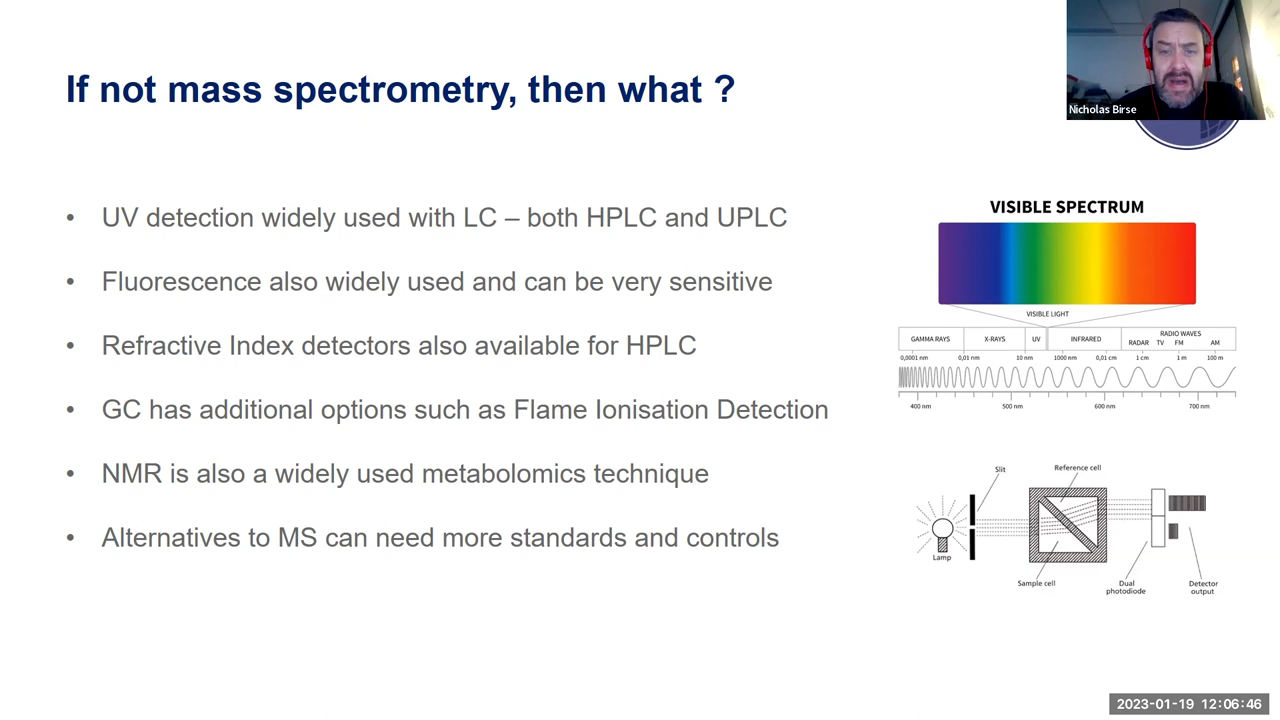 If not mass spectrometry, then what ?
Nicholas Birse
• UV detection widely used with LC – both HPLC and UPLC
• Fluorescence also widely used and can be very sensitive
• Refractive Index detectors also available for HPLC
• GC has additional options such as Flame Ionisation Detection
• NMR is also a widely used metabolomics technique
• Alternatives to MS can need more standards and controls
VISIBLE SPECTRUM
VISIBLE LIGHT
GAMMA RAYS X-RAYS UV INFRARED RADIO WAVES
RADAR TV FM AM
0,0001 nm 0,01 nm 10 nm 1000 nm 0,01 cm 1 cm 1 m 100 m
400 nm 500 nm 600 nm 700 nm
Slit Reference cell
Lamp
Sample cell Dual photodiode Detector output
2023-01-19 12:06:46